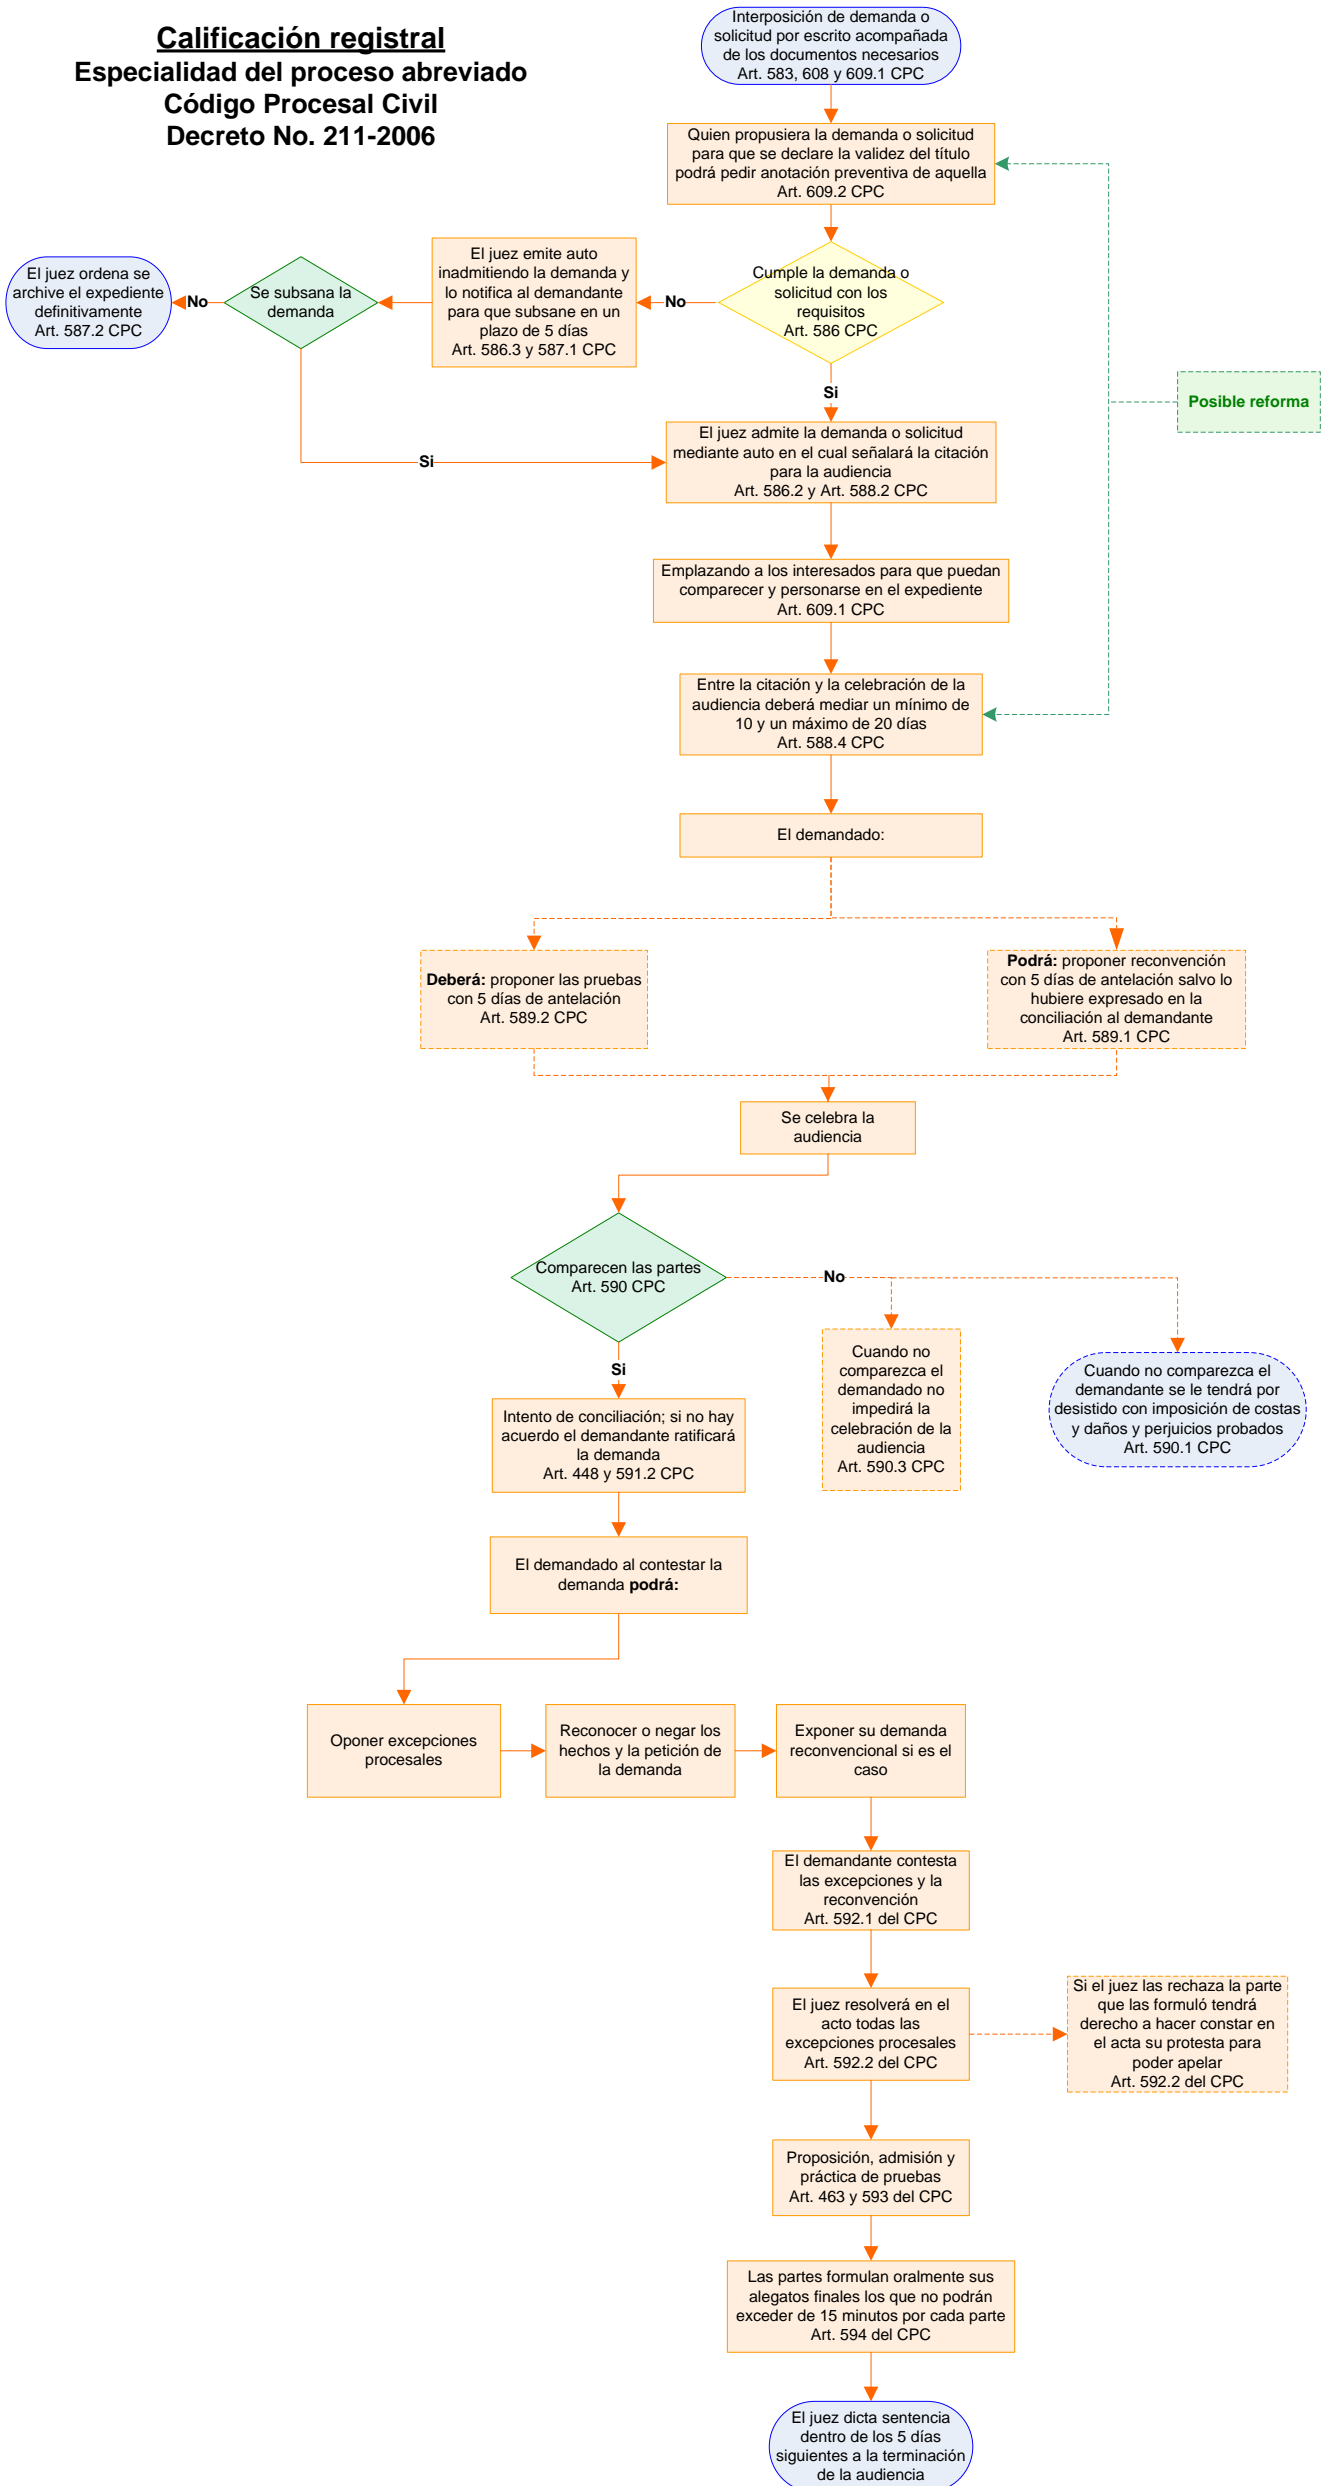 Calificación registral
Especialidad del proceso abreviado
Código Procesal Civil
Decreto No. 211-2006
Interposición de demanda o
solicitud por escrito acompañada
de los documentos necesarios
Art. 583, 608 y 609.1 CPC
Quien propusiera la demanda o solicitud
para que se declare la validez del título
podrá pedir anotación preventiva de aquella
Art. 609.2 CPC
Cumple la demanda o
solicitud con los
requisitos
Art. 586 CPC
No
El juez emite auto
inadmitiendo la demanda y
lo notifica al demandante
para que subsane en un
plazo de 5 días
Art. 586.3 y 587.1 CPC
Se subsana la
demanda
No
El juez ordena se
archive el expediente
definitivamente
Art. 587.2 CPC
Si
Posible reforma
Si
El juez admite la demanda o solicitud
mediante auto en el cual señalará la citación
para la audiencia
Art. 586.2 y Art. 588.2 CPC
Emplazando a los interesados para que puedan
comparecer y personarse en el expediente
Art. 609.1 CPC
Entre la citación y la celebración de la
audiencia deberá mediar un mínimo de
10 y un máximo de 20 días
Art. 588.4 CPC
El demandado:
Deberá: proponer las pruebas
con 5 días de antelación
Art. 589.2 CPC
Podrá: proponer reconvención
con 5 días de antelación salvo lo
hubiere expresado en la
conciliación al demandante
Art. 589.1 CPC
Se celebra la
audiencia
Comparecen las partes
Art. 590 CPC
No
Cuando no
comparezca el
demandado no
impedirá la
celebración de la
audiencia
Art. 590.3 CPC
Cuando no comparezca el
demandante se le tendrá por
desistido con imposición de costas
y daños y perjuicios probados
Art. 590.1 CPC
Si
Intento de conciliación; si no hay
acuerdo el demandante ratificará
la demanda
Art. 448 y 591.2 CPC
El demandado al contestar la
demanda podrá:
Oponer excepciones
procesales
Reconocer o negar los
hechos y la petición de
la demanda
Exponer su demanda
reconvencional si es el
caso
El demandante contesta
las excepciones y la
reconvención
Art. 592.1 del CPC
El juez resolverá en el
acto todas las
excepciones procesales
Art. 592.2 del CPC
Si el juez las rechaza la parte
que las formuló tendrá
derecho a hacer constar en
el acta su protesta para
poder apelar
Art. 592.2 del CPC
Proposición, admisión y
práctica de pruebas
Art. 463 y 593 del CPC
Las partes formulan oralmente sus
alegatos finales los que no podrán
exceder de 15 minutos por cada parte
Art. 594 del CPC
El juez dicta sentencia
dentro de los 5 días
siguientes a la terminación
de la audiencia